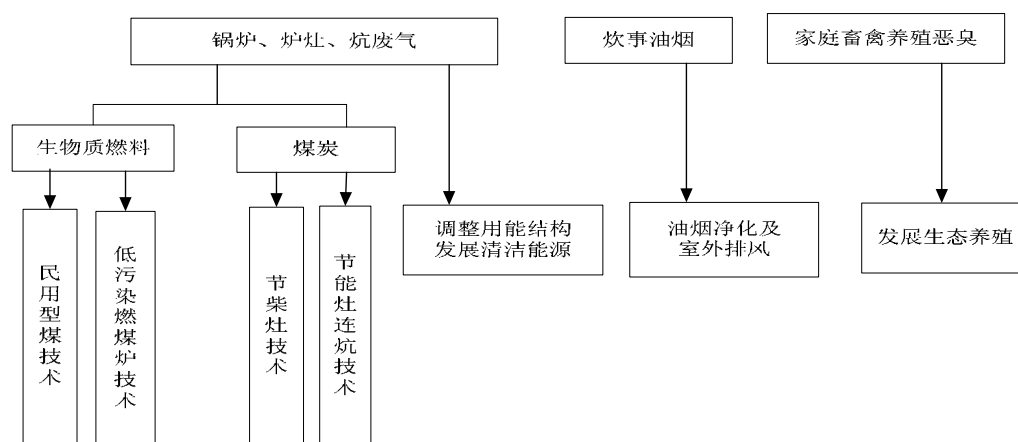 锅炉、炉灶、炕废气
炊事油烟
家庭畜禽养殖恶臭
生物质燃料
煤炭
民用型煤技术
低污染燃煤炉技术
节柴灶技术
节能灶连炕技术
调整用能结构
发展清洁能源
油烟净化及
室外排风
发展生态养殖